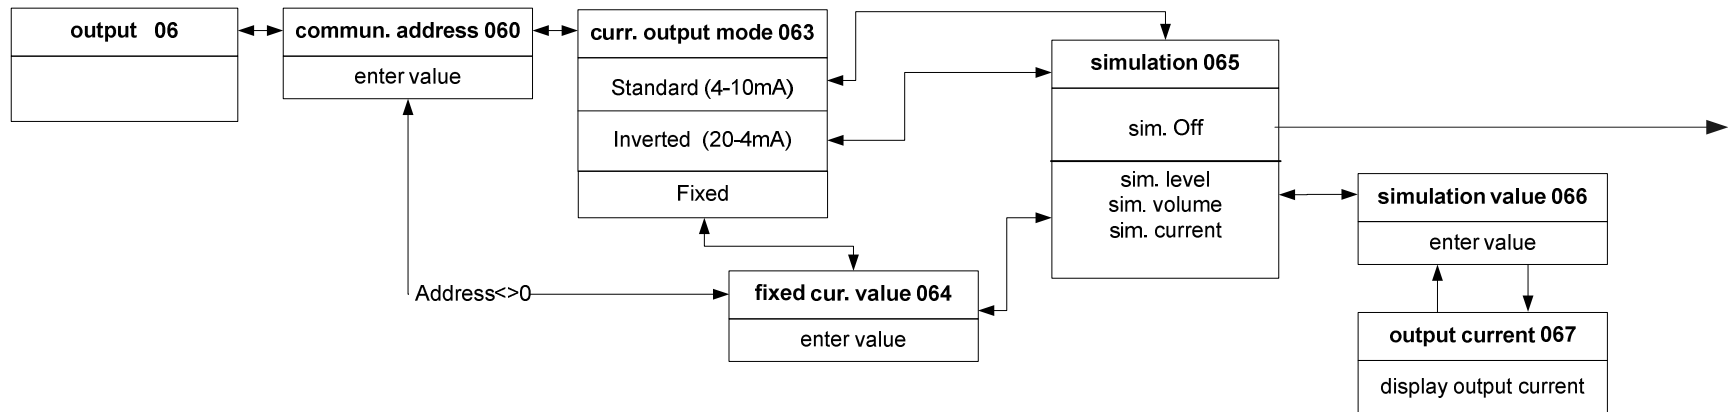 output 06
commun. address 060
enter value
curr. output mode 063
Standard (4-10mA)
Inverted (20-4mA)
Fixed
simulation 065
sim. Off
sim. level
sim. volume
sim. current
simulation value 066
enter value
Address<>0
fixed cur. value 064
enter value
output current 067
display output current